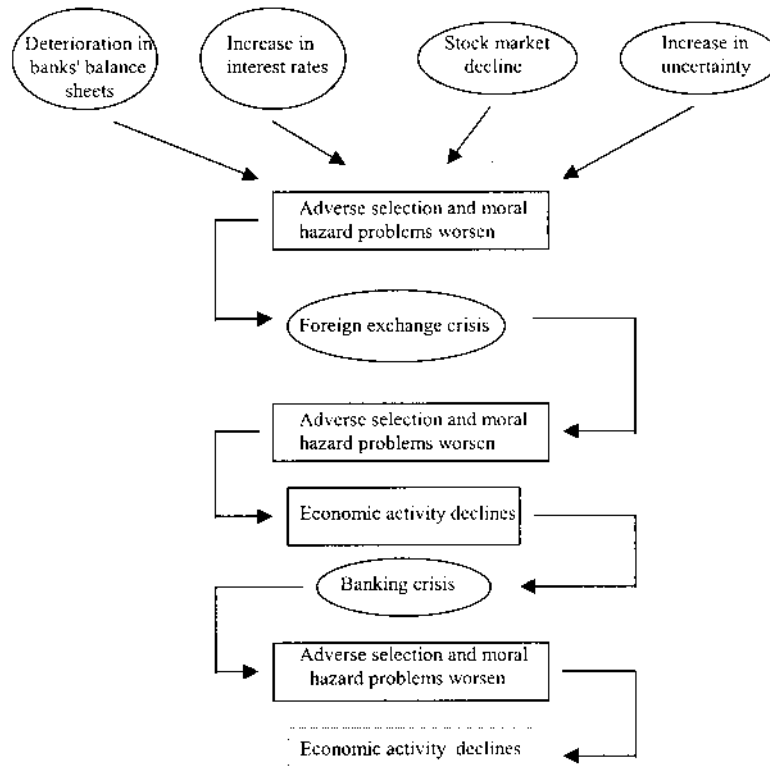 Deterioration in
banks' balance
sheets
Increase in
interest rates
Stock market
decline
Increase in
uncertainty
Adverse selection and moral
hazard problems worsen
Foreign exchange crisis
Adverse selection and moral
hazard problems worsen
Economic activity declines
Banking crisis
Adverse selection and moral
hazard problems worsen
Economic activity declines